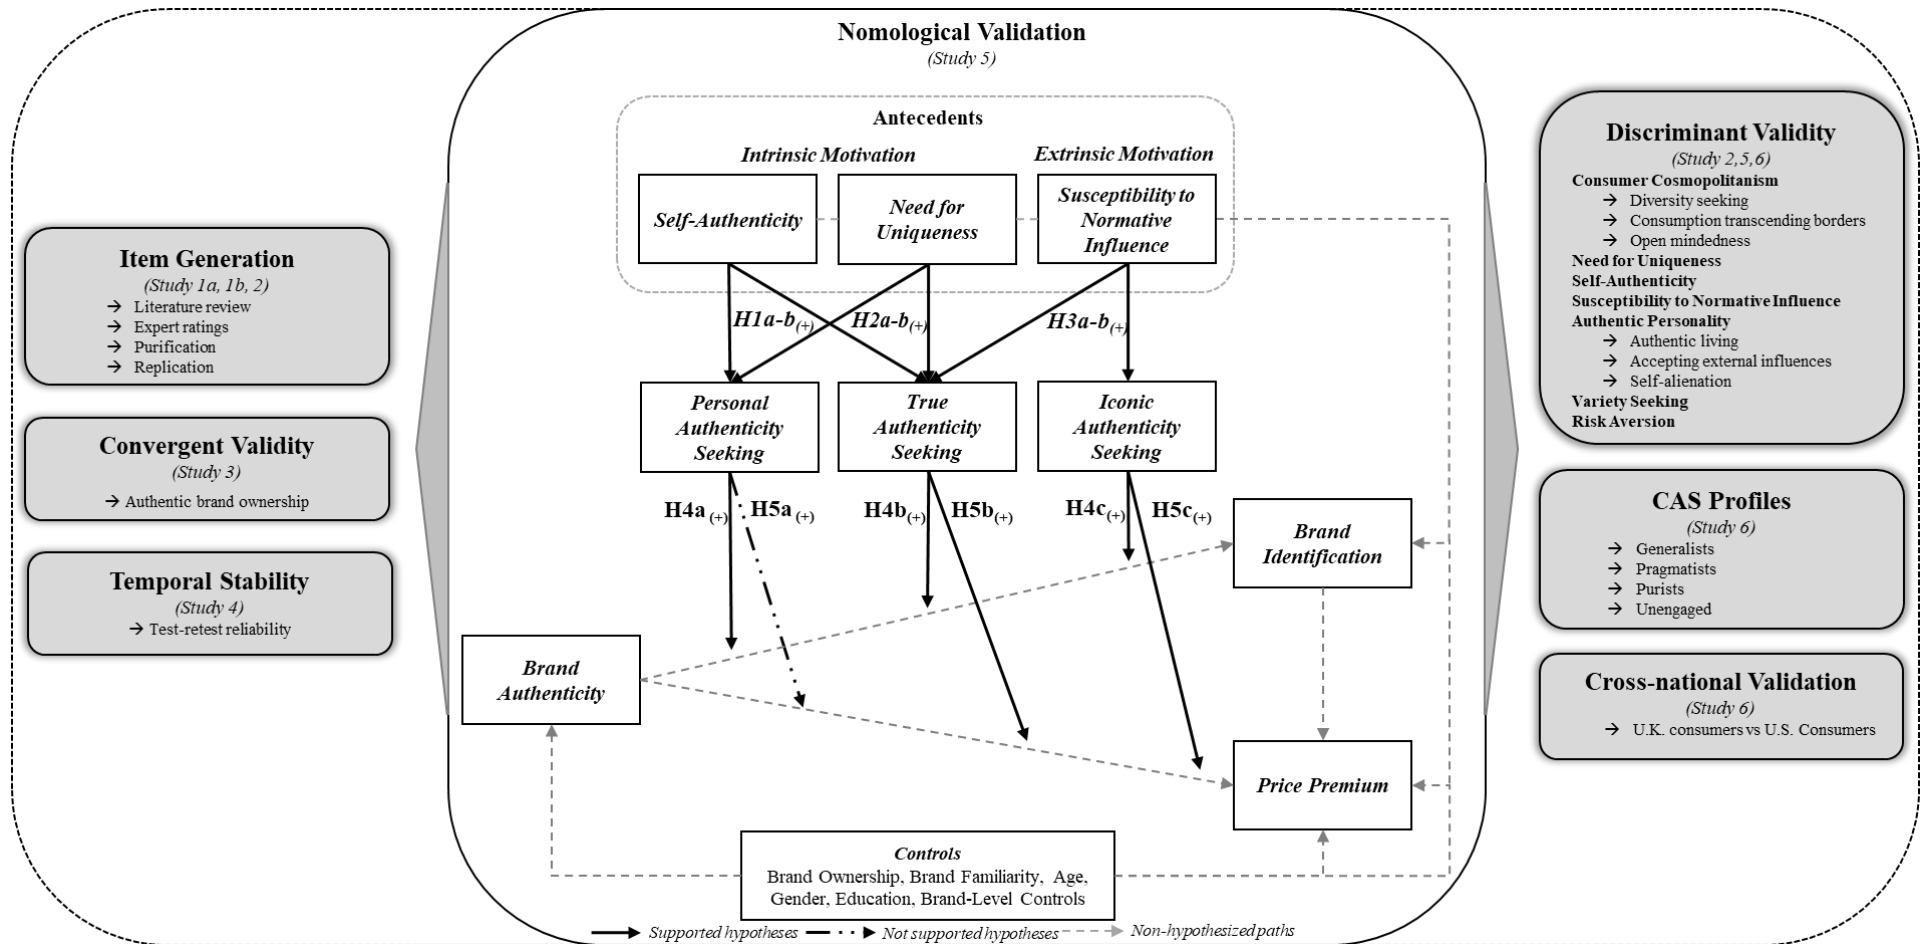 Nomological Validation
(Study 5)
Item Generation
(Study 1a, 1b, 2)
→ Literature review
→ Expert ratings
→ Purification
→ Replication
Convergent Validity
(Study 3)
→ Authentic brand ownership
Temporal Stability
(Study 4)
→ Test-retest reliability
Antecedents
Intrinsic Motivation
Extrinsic Motivation
Self-Authenticity
Need for
Uniqueness
Susceptibility to
Normative
Influence
H1a-b(+)
H2a-b(+)
H3a-b(+)
Personal
Authenticity
Seeking
True
Authenticity
Seeking
Iconic
Authenticity
Seeking
H4a (+)
H5a (+)
H4b(+)
H5b(+)
H4c(+)
H5c(+)
Brand
Identification
Brand
Authenticity
Price Premium
Controls
Brand Ownership, Brand Familiarity, Age,
Gender, Education, Brand-Level Controls
Supported hypotheses
Not supported hypotheses
Non-hypothesized paths
Discriminant Validity
(Study 2,5,6)
Consumer Cosmopolitanism
→ Diversity seeking
→ Consumption transcending borders
→ Open mindedness
Need for Uniqueness
Self-Authenticity
Susceptibility to Normative Influence
Authentic Personality
→ Authentic living
→ Accepting external influences
→ Self-alienation
Variety Seeking
Risk Aversion
CAS Profiles
(Study 6)
→ Generalists
→ Pragmatists
→ Purists
→ Unengaged
Cross-national Validation
(Study 6)
→ U.K. consumers vs U.S. Consumers